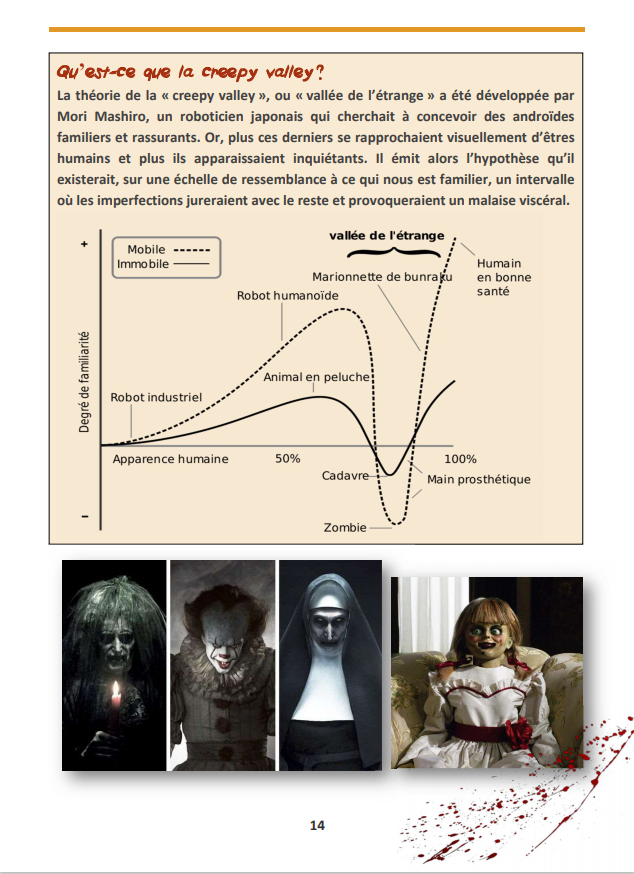 Qu'est-ce que la creepy valley?
La théorie de la « creepy valley », ou « vallée de l'étrange » a été développée par
Mori Mashiro, un roboticien japonais qui cherchait à concevoir des androïdes
familiers et rassurants. Or, plus ces derniers se rapprochaient visuellement d'êtres
humains et plus ils apparaissaient inquiétants. Il émit alors l'hypothèse qu'il
existerait, sur une échelle de ressemblance à ce qui nous est familier, un intervalle
où les imperfections jureraient avec le reste et provoqueraient un malaise viscéral.
+
vallée de l'étrange
Mobile
Immobile
Humain
en bonne
santé
Marionnette de bunraku
Robot humanoïde
Degré de familiarité
Animal en peluche
Robot industriel
Apparence humaine
50%
100%
Cadavre
Main prosthétique
–
Zombie
14